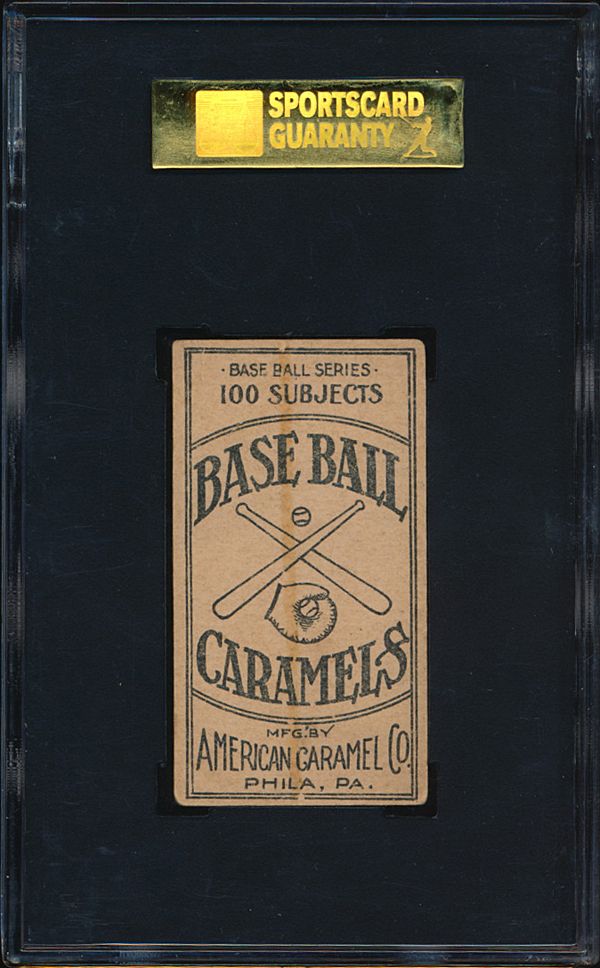 SPORTSCARD
GUARANTY
· BASE BALL SERIES ·
100 SUBJECTS
BASE BALL
CARAMELS
MFG. BY
AMERICAN CARAMEL CO.
PHILA, PA.